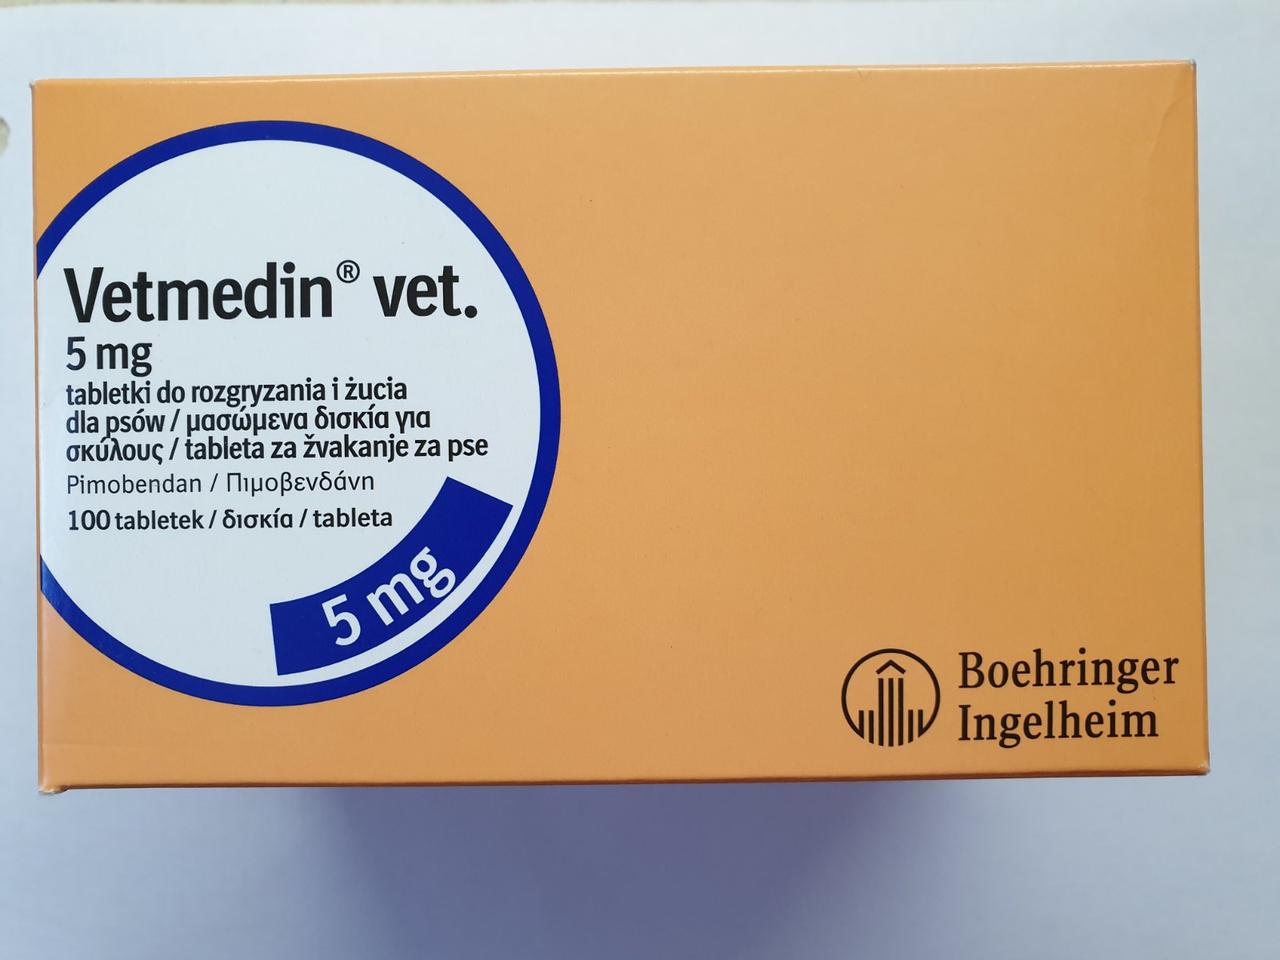 Vetmedin® vet.
5 mg
tabletki do rozgryzania i żucia
dla psów / μασώμενα δισκία για
σκύλους / tableta za žvakanje za pse
Pimobendan / Πιμοβενδάνη
100 tabletek / δισκία / tableta
5 mg
Boehringer
Ingelheim